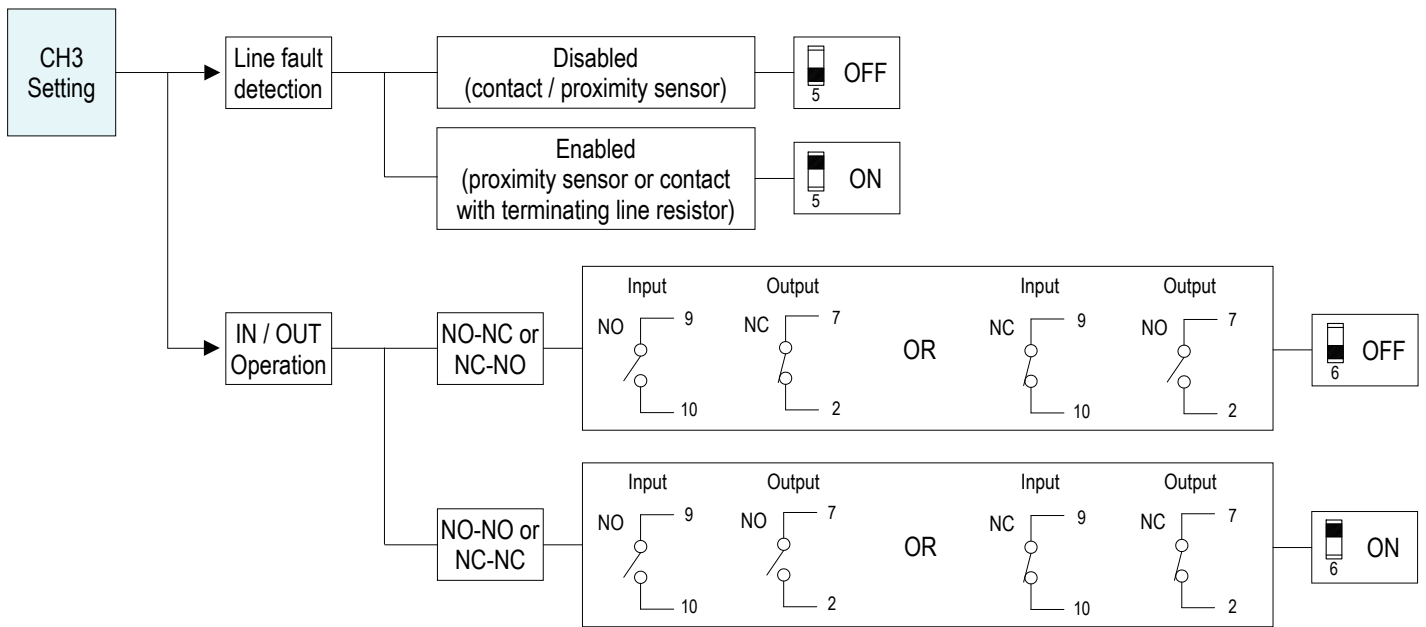 CH3
Setting
Line fault
detection
Disabled
(contact / proximity sensor)
5
OFF
Enabled
(proximity sensor or contact
with terminating line resistor)
5
ON
IN / OUT
Operation
NO-NC or
NC-NO
Input
Output
Input
Output
NO
9
NC
7
OR
NC
9
NO
7
10
2
10
2
6
OFF
NO-NO or
NC-NC
Input
Output
Input
Output
NO
9
NO
7
OR
NC
9
NC
7
10
2
10
2
6
ON